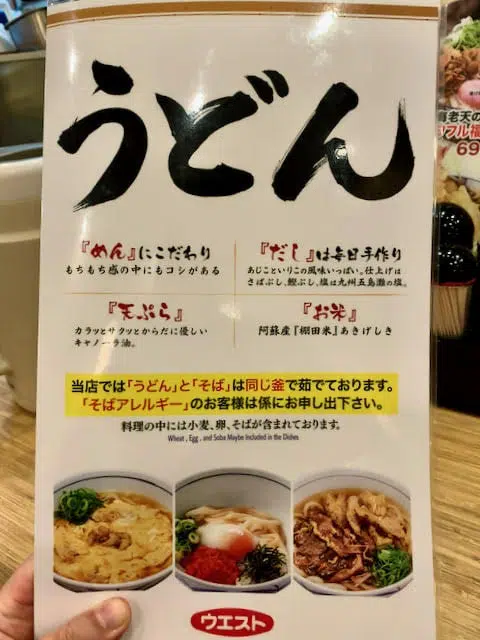 うどん
『めん』にこだわり
もちもち感の中にもコシがある
『だし』は毎日手作り
あじこといりこの風味いっぱい。仕上げは
さばぶし、鰹ぶし、塩は九州五島灘の塩。
『天ぷら』
カラッとサクッとからだに優しい
キャノーラ油。
『お米』
阿蘇産『棚田米』あきげしき
当店では「うどん」と「そば」は同じ釜で茹でております。
「そばアレルギー」のお客様は係にお申し出下さい。
料理の中には小麦、卵、そばが含まれております。
Wheat , Egg , and Soba Maybe Included in the Dishes
ウエスト
海老天の
69